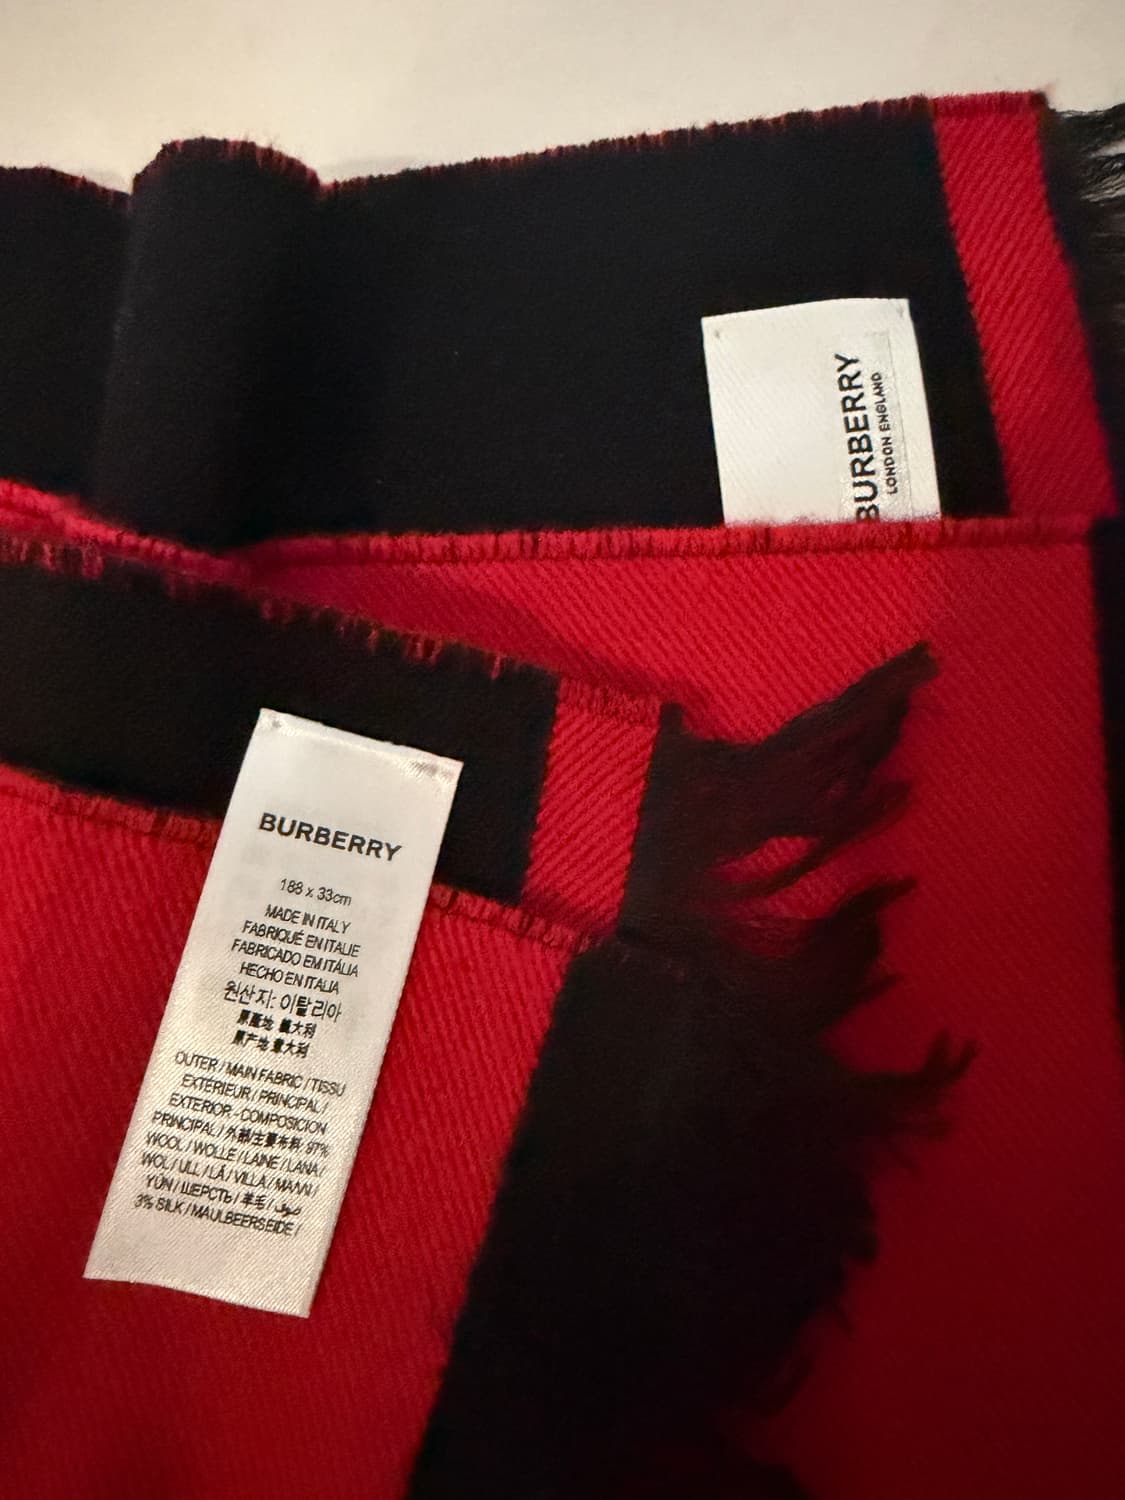 BURBERRY
LONDON ENGLAND
BURBERRY
188 x 33cm
MADE IN ITALY
FABRIQUÉ EN ITALIE
FABRICADO EM ITÁLIA
HECHO EN ITALIA
원산지: 이탈리아
原產地: 義大利
原产地: 意大利
OUTER / MAIN FABRIC / TISSU
EXTÉRIEUR / PRINCIPAL /
EXTERIOR - COMPOSICION
PRINCIPAL / 外部/主要布料: 97%
WOOL / WOLLE / LAINE / LANA /
WOL / ULL / LÃ / VILLA / MAΛΛI /
YÜN / ШЕРСТЬ / 羊毛 / صوف
3% SILK / MAULBEERSEIDE /